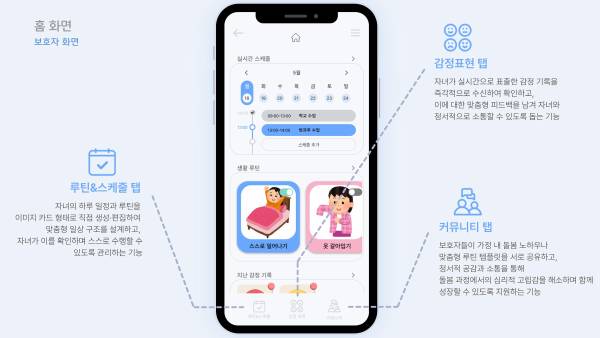 홈 화면
보호자 화면
실시간 스케줄
5월
월 화 수 목 금 토 일
18 19 20 21 22 23 24
09:00-13:00 학교 수업
13:00
13:00-14:00 방과후 수업
스케줄 추가
생활 루틴
스스로 일어나기
옷 갈아입기
지난 감정 기록
루틴&스케줄 탭
자녀의 하루 일정과 루틴을
이미지 카드 형태로 직접 생성·편집하여
맞춤형 일상 구조를 설계하고,
자녀가 이를 확인하며 스스로 수행할 수
있도록 관리하는 기능
감정표현 탭
자녀가 실시간으로 표출한 감정 기록을
즉각적으로 수신하여 확인하고,
이에 대한 맞춤형 피드백을 남겨 자녀와
정서적으로 소통할 수 있도록 돕는 기능
커뮤니티 탭
보호자들이 가정 내 돌봄 노하우나
맞춤형 루틴 템플릿을 서로 공유하고,
정서적 공감과 소통을 통해
돌봄 과정에서의 심리적 고립감을 해소하며 함께
성장할 수 있도록 지원하는 기능